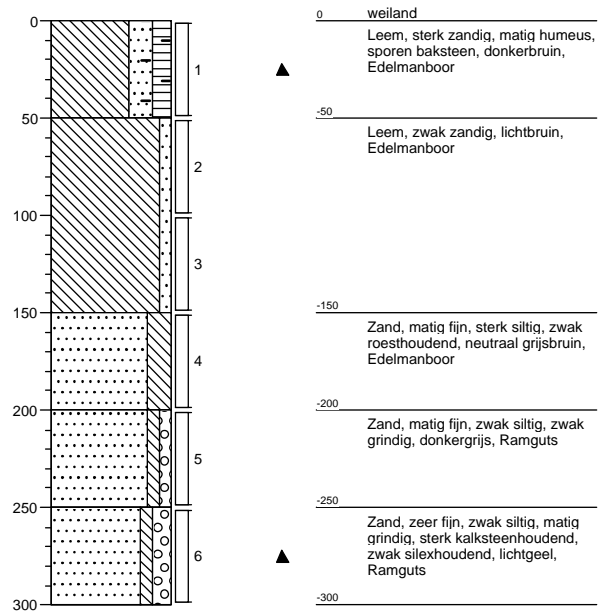 0
50
100
150
200
250
300
1
2
3
4
5
6
0 weiland
Leem, sterk zandig, matig humeus,
sporen baksteen, donkerbruin,
Edelmanboor
-50
Leem, zwak zandig, lichtbruin,
Edelmanboor
-150
Zand, matig fijn, sterk siltig, zwak
roesthoudend, neutraal grijsbruin,
Edelmanboor
-200
Zand, matig fijn, zwak siltig, zwak
grindig, donkergrijs, Ramguts
-250
Zand, zeer fijn, zwak siltig, matig
grindig, sterk kalksteenhoudend,
zwak silexhoudend, lichtgeel,
Ramguts
-300